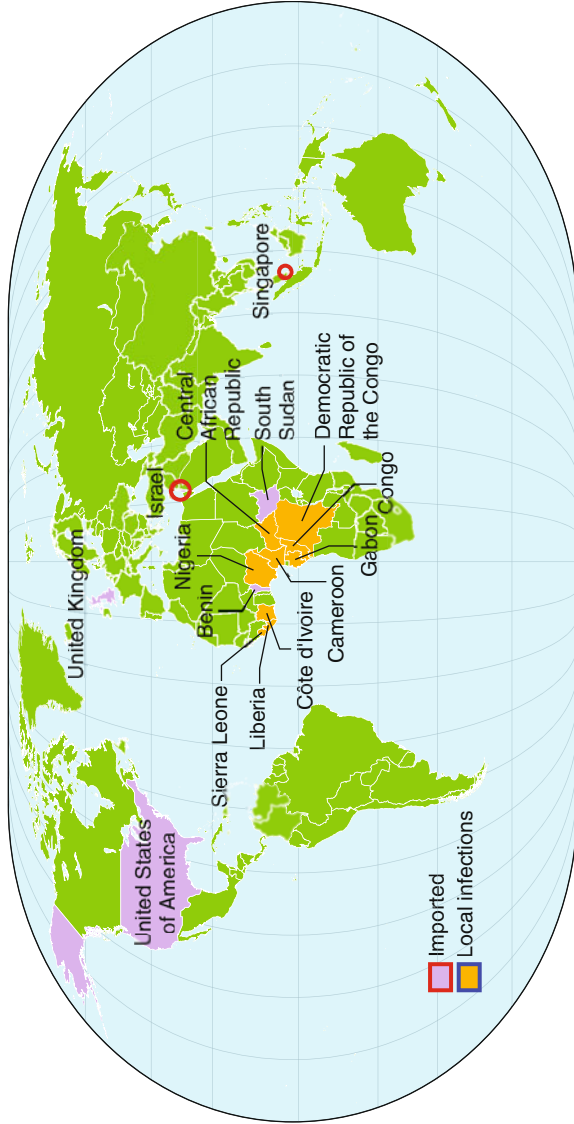 United Kingdom
Israel
Central
African
Republic
Nigeria
Benin
South
Sudan
Singapore
United States
of America
Sierra Leone
Liberia
Côte d'Ivoire
Cameroon
Gabon
Congo
Democratic
Republic of
the Congo
Imported
Local infections